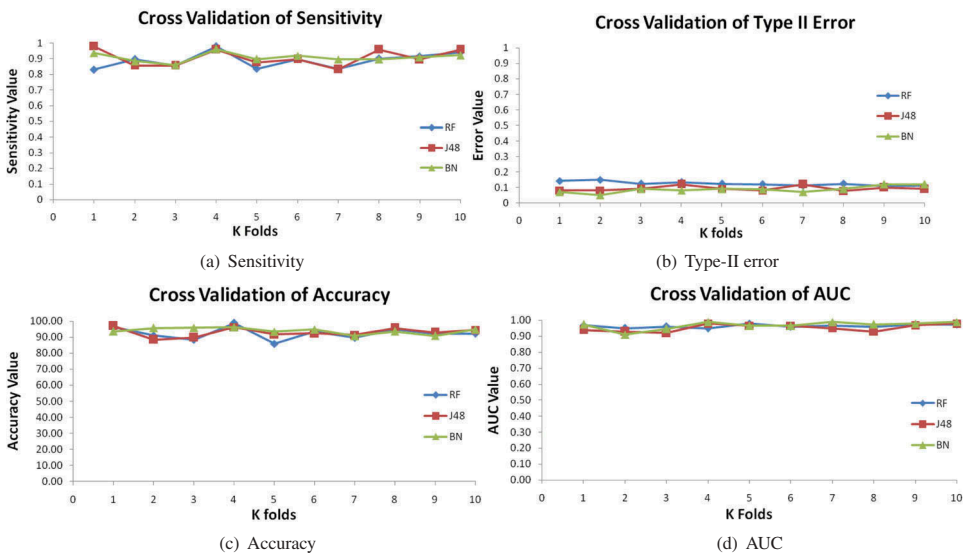 Cross Validation of Sensitivity
Sensitivity Value
1
0.9
0.8
0.7
0.6
0.5
0.4
0.3
0.2
0.1
0
0 1 2 3 4 5 6 7 8 9 10
K Folds
RF
J48
BN
(a) Sensitivity
Cross Validation of Type II Error
Error Value
1
0.9
0.8
0.7
0.6
0.5
0.4
0.3
0.2
0.1
0
0 1 2 3 4 5 6 7 8 9 10
K Folds
RF
J48
BN
(b) Type-II error
Cross Validation of Accuracy
Accuracy Value
100.00
90.00
80.00
70.00
60.00
50.00
40.00
30.00
20.00
10.00
0.00
0 1 2 3 4 5 6 7 8 9 10
K folds
RF
J48
BN
(c) Accuracy
Cross Validation of AUC
AUC Value
1.00
0.90
0.80
0.70
0.60
0.50
0.40
0.30
0.20
0.10
0.00
0 1 2 3 4 5 6 7 8 9 10
K Folds
RF
J48
BN
(d) AUC